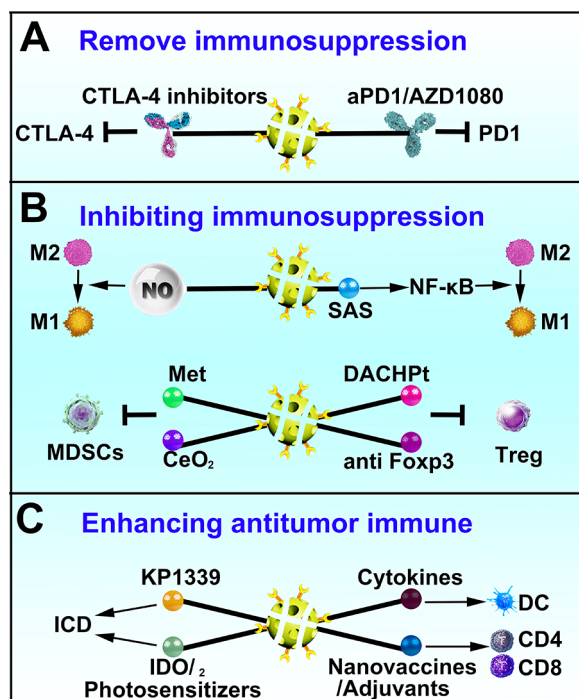 A Remove immunosuppression
CTLA-4 inhibitors
aPD1/AZD1080
CTLA-4
PD1
B Inhibiting immunosuppression
M2
M2
NO
NF-κB
SAS
M1
M1
Met
DACHPt
MDSCs
CeO₂
anti Foxp3
Treg
C Enhancing antitumor immune
KP1339
Cytokines
ICD
DC
IDO/₂
Photosensitizers
Nanovaccines
/Adjuvants
CD4
CD8